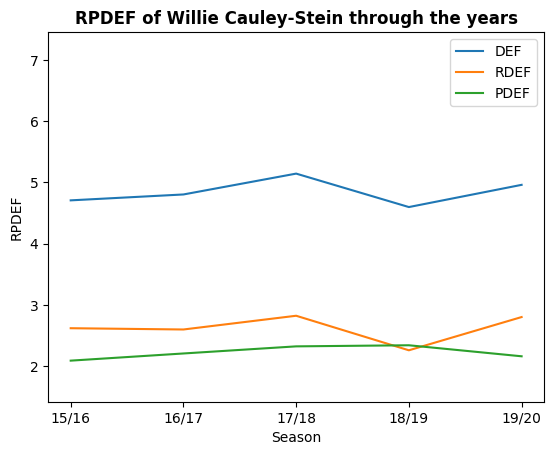 RPDEF of Willie Cauley-Stein through the years
DEF
RDEF
PDEF
7
6
5
4
3
2
RPDEF
15/16 16/17 17/18 18/19 19/20
Season